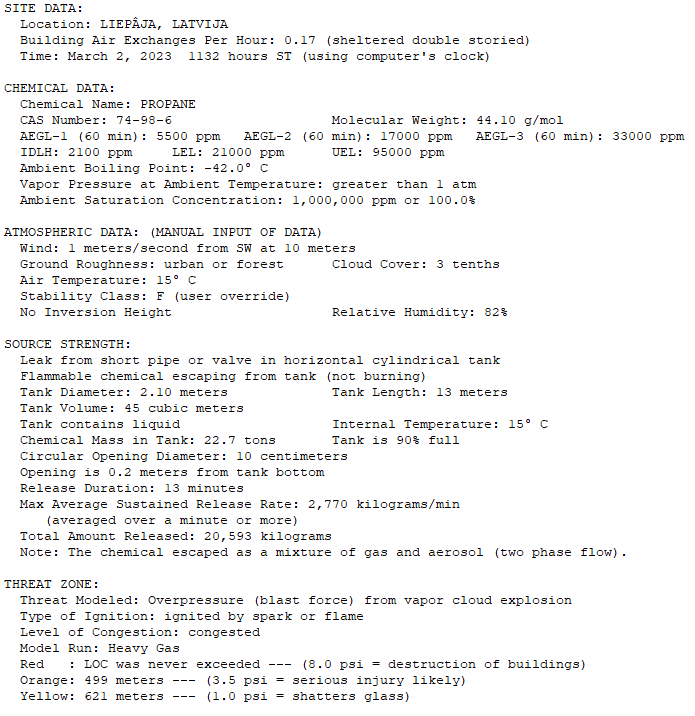 SITE DATA:
Location: LIEPÂJA, LATVIJA
Building Air Exchanges Per Hour: 0.17 (sheltered double storied)
Time: March 2, 2023  1132 hours ST (using computer's clock)
CHEMICAL DATA:
Chemical Name: PROPANE
CAS Number: 74-98-6                    Molecular Weight: 44.10 g/mol
AEGL-1 (60 min): 5500 ppm   AEGL-2 (60 min): 17000 ppm   AEGL-3 (60 min): 33000 ppm
IDLH: 2100 ppm     LEL: 21000 ppm      UEL: 95000 ppm
Ambient Boiling Point: -42.0° C
Vapor Pressure at Ambient Temperature: greater than 1 atm
Ambient Saturation Concentration: 1,000,000 ppm or 100.0%
ATMOSPHERIC DATA: (MANUAL INPUT OF DATA)
Wind: 1 meters/second from SW at 10 meters
Ground Roughness: urban or forest      Cloud Cover: 3 tenths
Air Temperature: 15° C
Stability Class: F (user override)
No Inversion Height                    Relative Humidity: 82%
SOURCE STRENGTH:
Leak from short pipe or valve in horizontal cylindrical tank
Flammable chemical escaping from tank (not burning)
Tank Diameter: 2.10 meters             Tank Length: 13 meters
Tank Volume: 45 cubic meters
Tank contains liquid                   Internal Temperature: 15° C
Chemical Mass in Tank: 22.7 tons       Tank is 90% full
Circular Opening Diameter: 10 centimeters
Opening is 0.2 meters from tank bottom
Release Duration: 13 minutes
Max Average Sustained Release Rate: 2,770 kilograms/min
(averaged over a minute or more)
Total Amount Released: 20,593 kilograms
Note: The chemical escaped as a mixture of gas and aerosol (two phase flow).
THREAT ZONE:
Threat Modeled: Overpressure (blast force) from vapor cloud explosion
Type of Ignition: ignited by spark or flame
Level of Congestion: congested
Model Run: Heavy Gas
Red   : LOC was never exceeded --- (8.0 psi = destruction of buildings)
Orange: 499 meters --- (3.5 psi = serious injury likely)
Yellow: 621 meters --- (1.0 psi = shatters glass)